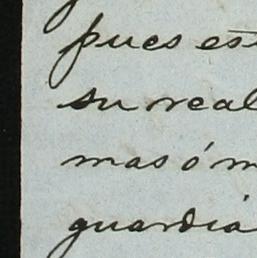 pues est
su real
mas ó m
guardia